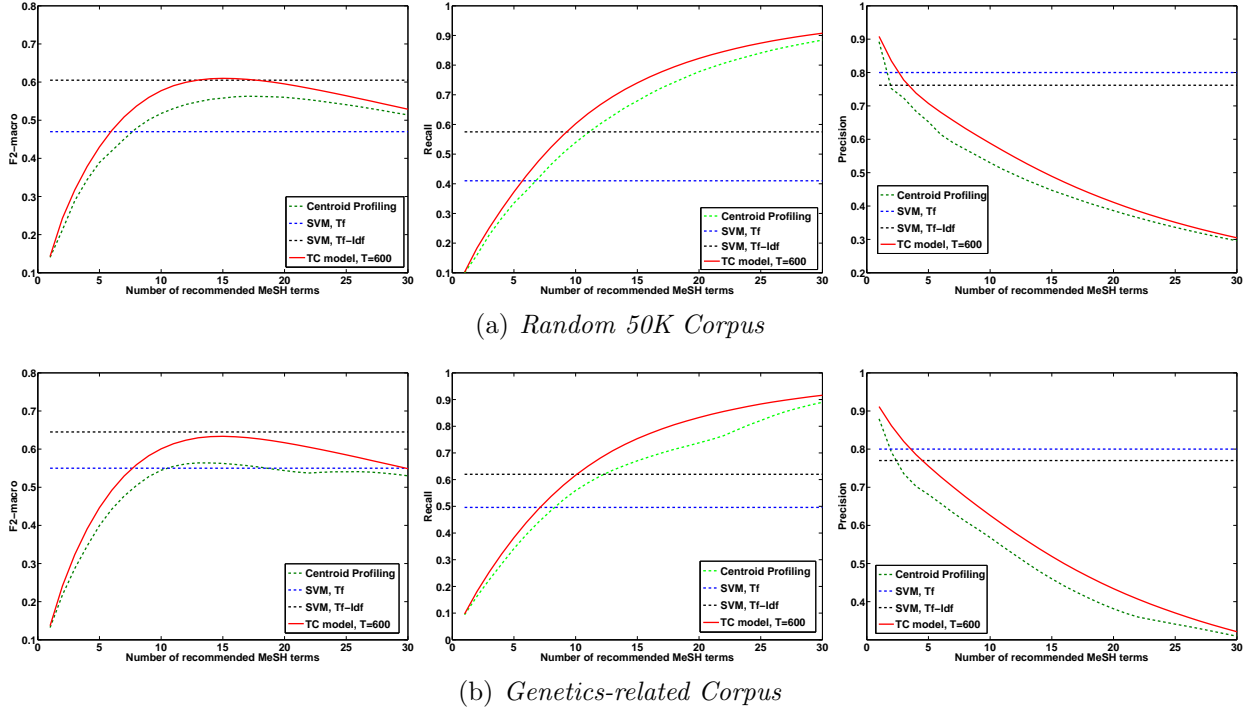 0.8
0.7
0.6
0.5
0.4
0.3
0.2
0.1
F2−macro
0 5 10 15 20 25 30
Number of recommended MeSH terms
Centroid Profiling
SVM, Tf
SVM, Tf−Idf
TC model, T=600
1
0.9
0.8
0.7
0.6
0.5
0.4
0.3
0.2
0.1
Recall
0 5 10 15 20 25 30
Number of recommended MeSH terms
Centroid Profiling
SVM, Tf
SVM, Tf−Idf
TC model, T=600
1
0.9
0.8
0.7
0.6
0.5
0.4
0.3
0.2
Precision
0 5 10 15 20 25 30
Number of recommended MeSH terms
Centroid Profiling
SVM, Tf
SVM, Tf−Idf
TC model, T=600
(a) Random 50K Corpus
0.8
0.7
0.6
0.5
0.4
0.3
0.2
0.1
F2−macro
0 5 10 15 20 25 30
Number of recommended MeSH terms
Centroid Profiling
SVM, Tf
SVM, Tf−Idf
TC model, T=600
1
0.9
0.8
0.7
0.6
0.5
0.4
0.3
0.2
0.1
0
Recall
0 5 10 15 20 25 30
Number of recommended MeSH terms
Centroid Profiling
SVM, Tf
SVM, Tf−Idf
TC model, T=600
1
0.9
0.8
0.7
0.6
0.5
0.4
Precision
0 5 10 15 20 25 30
Number of recommended MeSH terms
Centroid Profiling
SVM, Tf
SVM, Tf−Idf
TC model, T=600
(b) Genetics-related Corpus